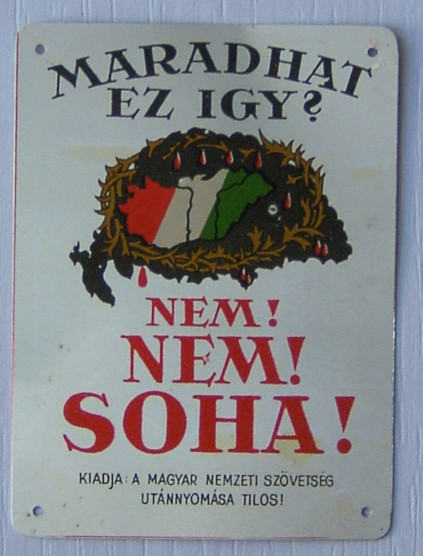 MARADHAT
EZ IGY?
NEM!
NEM!
SOHA!
KIADJA: A MAGYAR NEMZETI SZÖVETSÉG
UTÁNNYOMÁSA TILOS!